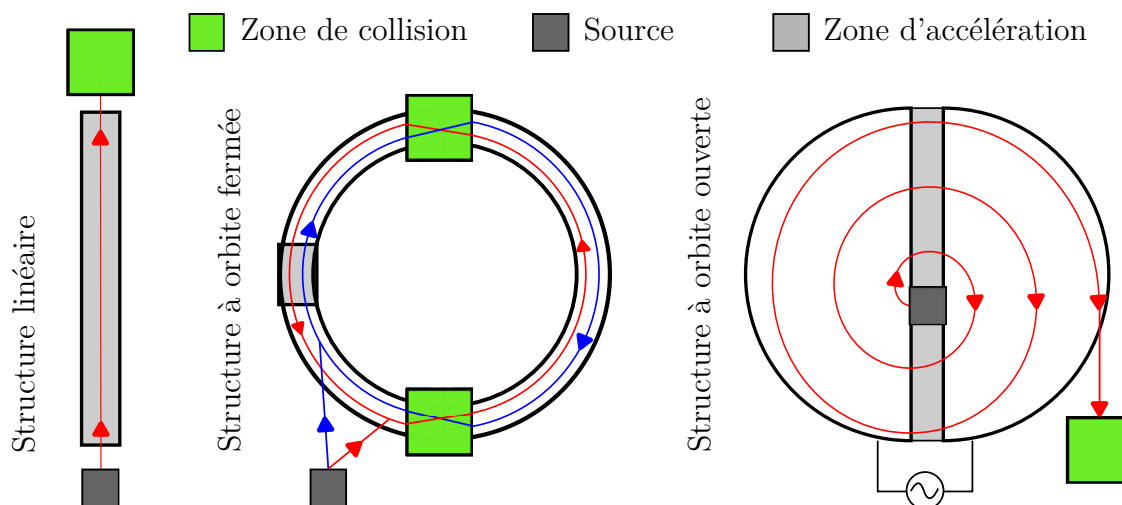 Zone de collision
Source
Zone d'accélération
Structure linéaire
Structure à orbite fermée
Structure à orbite ouverte